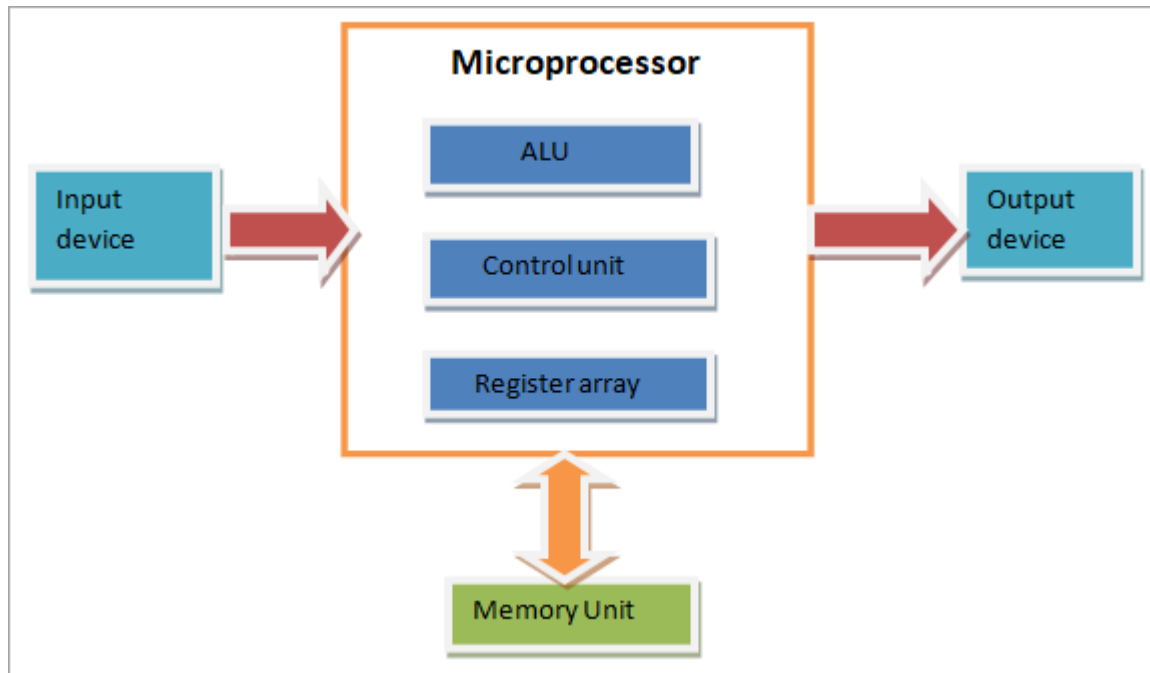 Microprocessor
ALU
Input
device
Control unit
Output
device
Register array
Memory Unit